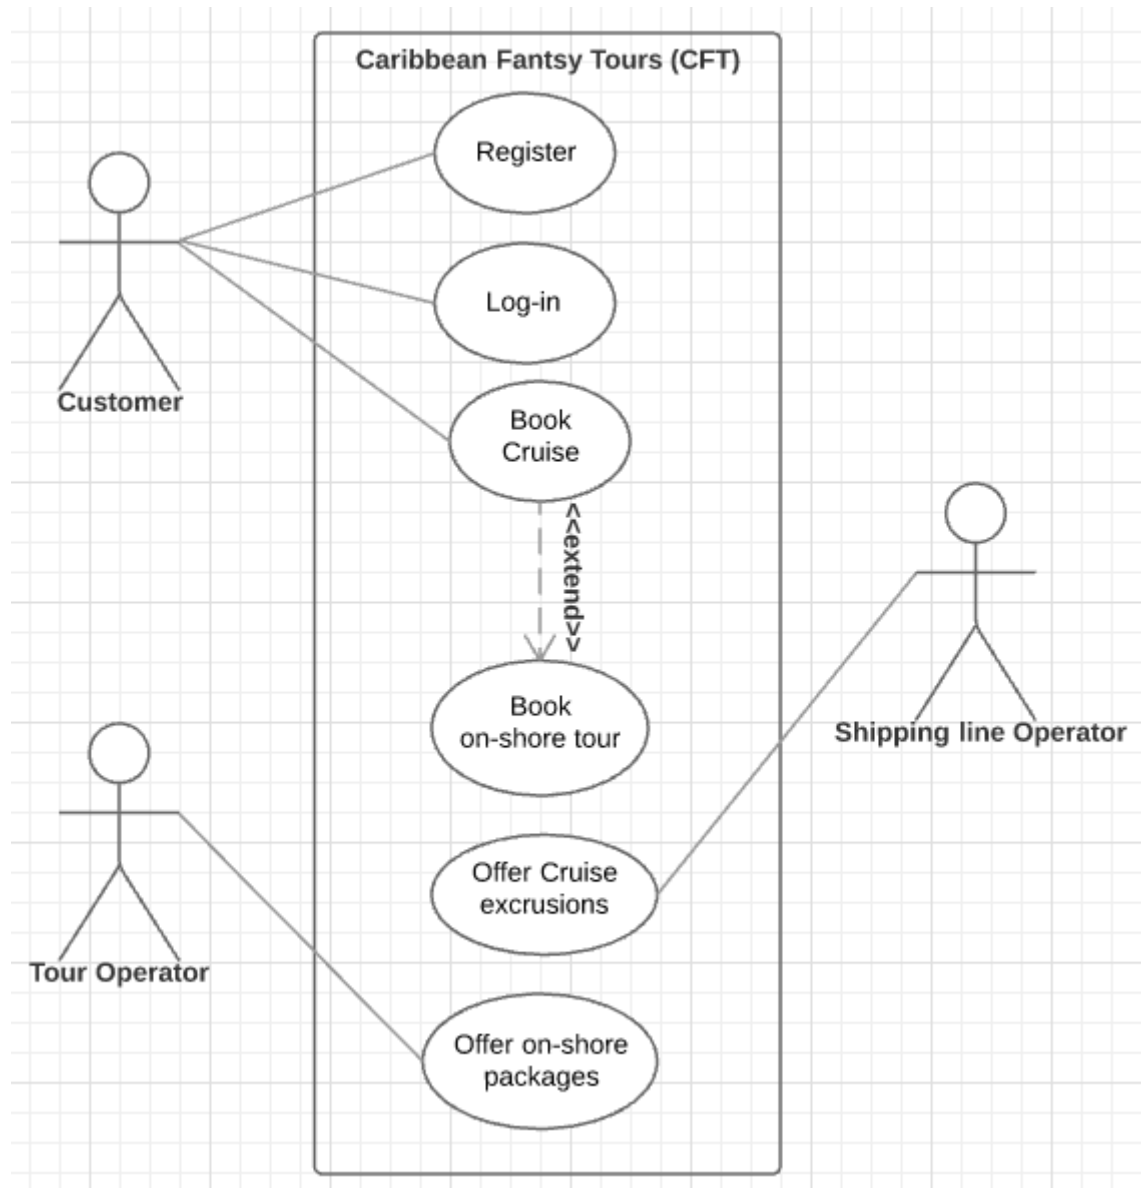 Caribbean Fantsy Tours (CFT)
Register
Log-in
Customer
Book
Cruise
<<extend>>
Book
on-shore tour
Shipping line Operator
Offer Cruise
excrusions
Tour Operator
Offer on-shore
packages